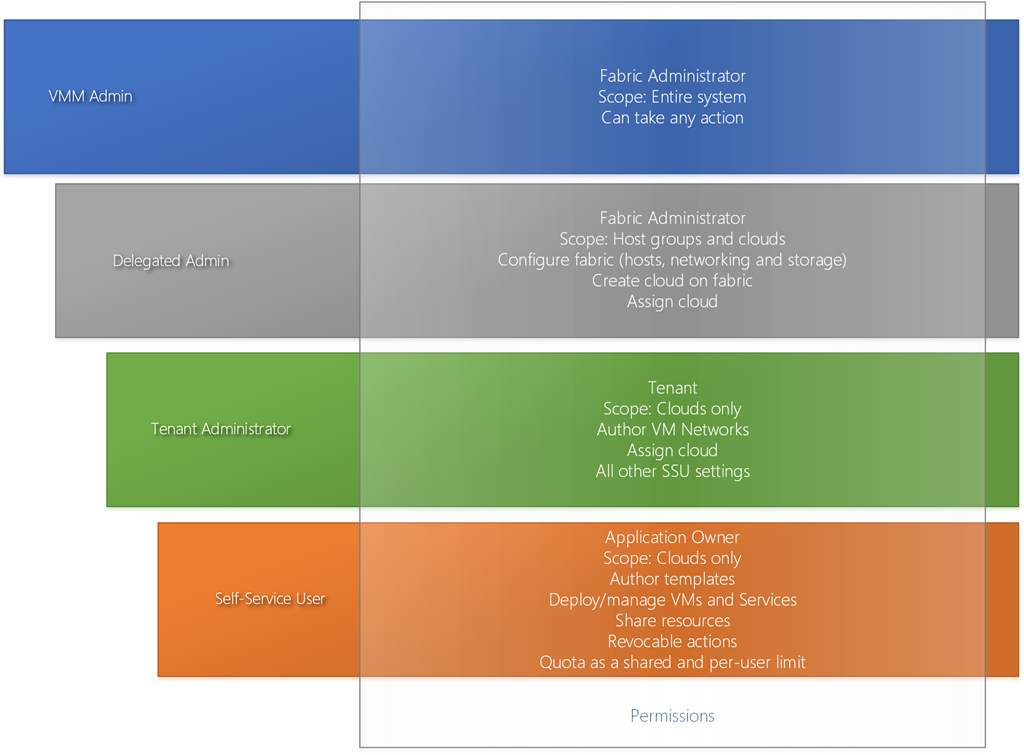 VMM Admin
Fabric Administrator
Scope: Entire system
Can take any action
Delegated Admin
Fabric Administrator
Scope: Host groups and clouds
Configure fabric (hosts, networking and storage)
Create cloud on fabric
Assign cloud
Tenant Administrator
Tenant
Scope: Clouds only
Author VM Networks
Assign cloud
All other SSU settings
Self-Service User
Application Owner
Scope: Clouds only
Author templates
Deploy/manage VMs and Services
Share resources
Revocable actions
Quota as a shared and per-user limit
Permissions